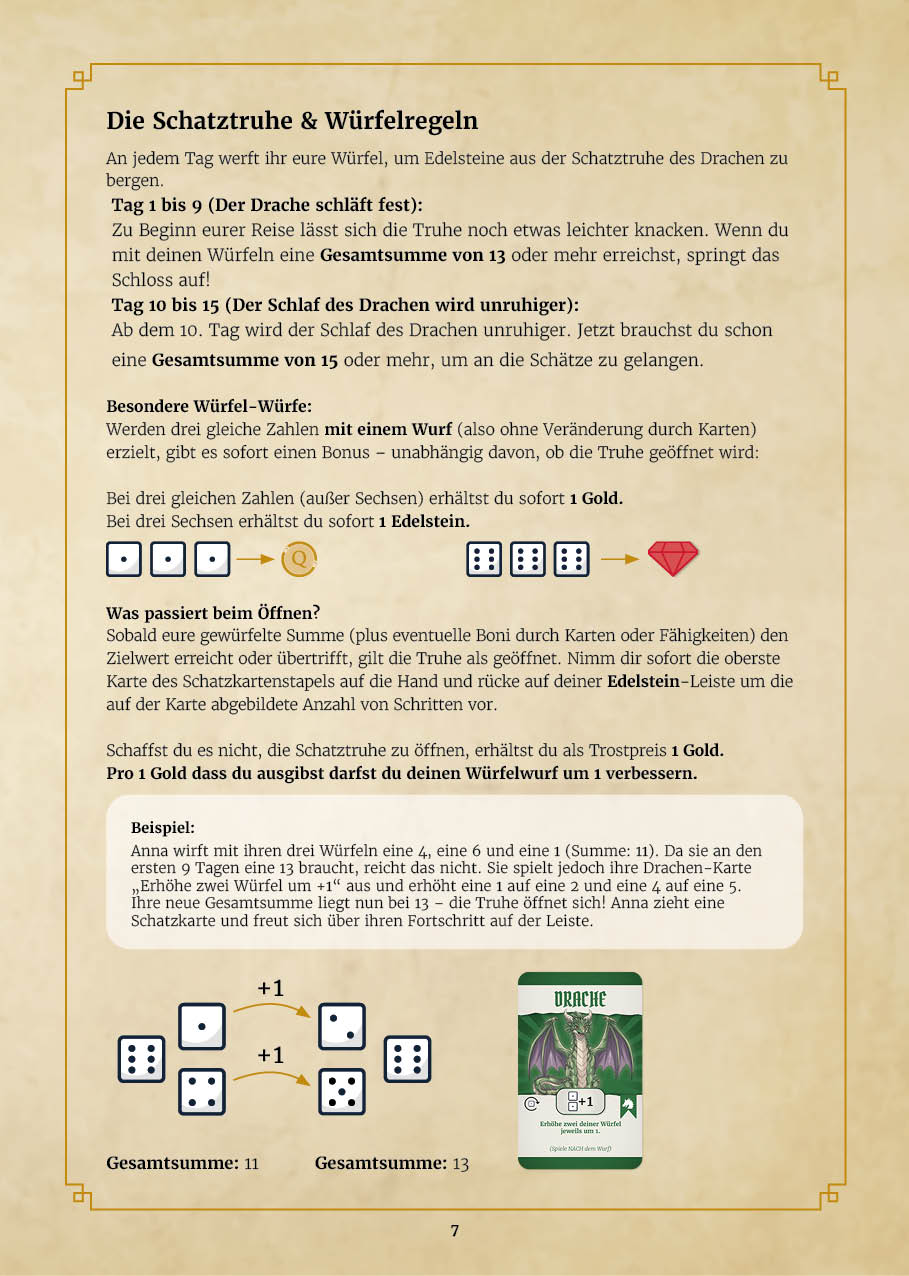 Die Schatztruhe & Würfelregeln
An jedem Tag werft ihr eure Würfel, um Edelsteine aus der Schatztruhe des Drachen zu
bergen.
Tag 1 bis 9 (Der Drache schläft fest):
Zu Beginn eurer Reise lässt sich die Truhe noch etwas leichter knacken. Wenn du
mit deinen Würfeln eine Gesamtsumme von 13 oder mehr erreichst, springt das
Schloss auf!
Tag 10 bis 15 (Der Schlaf des Drachen wird unruhiger):
Ab dem 10. Tag wird der Schlaf des Drachen unruhiger. Jetzt brauchst du schon
eine Gesamtsumme von 15 oder mehr, um an die Schätze zu gelangen.
Besondere Würfel-Würfe:
Werden drei gleiche Zahlen mit einem Wurf (also ohne Veränderung durch Karten)
erzielt, gibt es sofort einen Bonus – unabhängig davon, ob die Truhe geöffnet wird:
Bei drei gleichen Zahlen (außer Sechsen) erhältst du sofort 1 Gold.
Bei drei Sechsen erhältst du sofort 1 Edelstein.
Q
Was passiert beim Öffnen?
Sobald eure gewürfelte Summe (plus eventuelle Boni durch Karten oder Fähigkeiten) den
Zielwert erreicht oder übertrifft, gilt die Truhe als geöffnet. Nimm dir sofort die oberste
Karte des Schatzkartenstapels auf die Hand und rücke auf deiner Edelstein-Leiste um die
auf der Karte abgebildete Anzahl von Schritten vor.
Schaffst du es nicht, die Schatztruhe zu öffnen, erhältst du als Trostpreis 1 Gold.
Pro 1 Gold dass du ausgibst darfst du deinen Würfelwurf um 1 verbessern.
Beispiel:
Anna wirft mit ihren drei Würfeln eine 4, eine 6 und eine 1 (Summe: 11). Da sie an den
ersten 9 Tagen eine 13 braucht, reicht das nicht. Sie spielt jedoch ihre Drachen-Karte
„Erhöhe zwei Würfel um +1“ aus und erhöht eine 1 auf eine 2 und eine 4 auf eine 5.
Ihre neue Gesamtsumme liegt nun bei 13 – die Truhe öffnet sich! Anna zieht eine
Schatzkarte und freut sich über ihren Fortschritt auf der Leiste.
+1
+1
Gesamtsumme: 11
Gesamtsumme: 13
DRACHE
+1
Erhöhe zwei deiner Würfel
jeweils um 1.
(Spiele NACH dem Wurf)
7